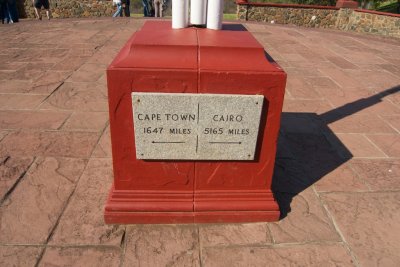 CAPE TOWN
1647 MILES
CAIRO
5165 MILES